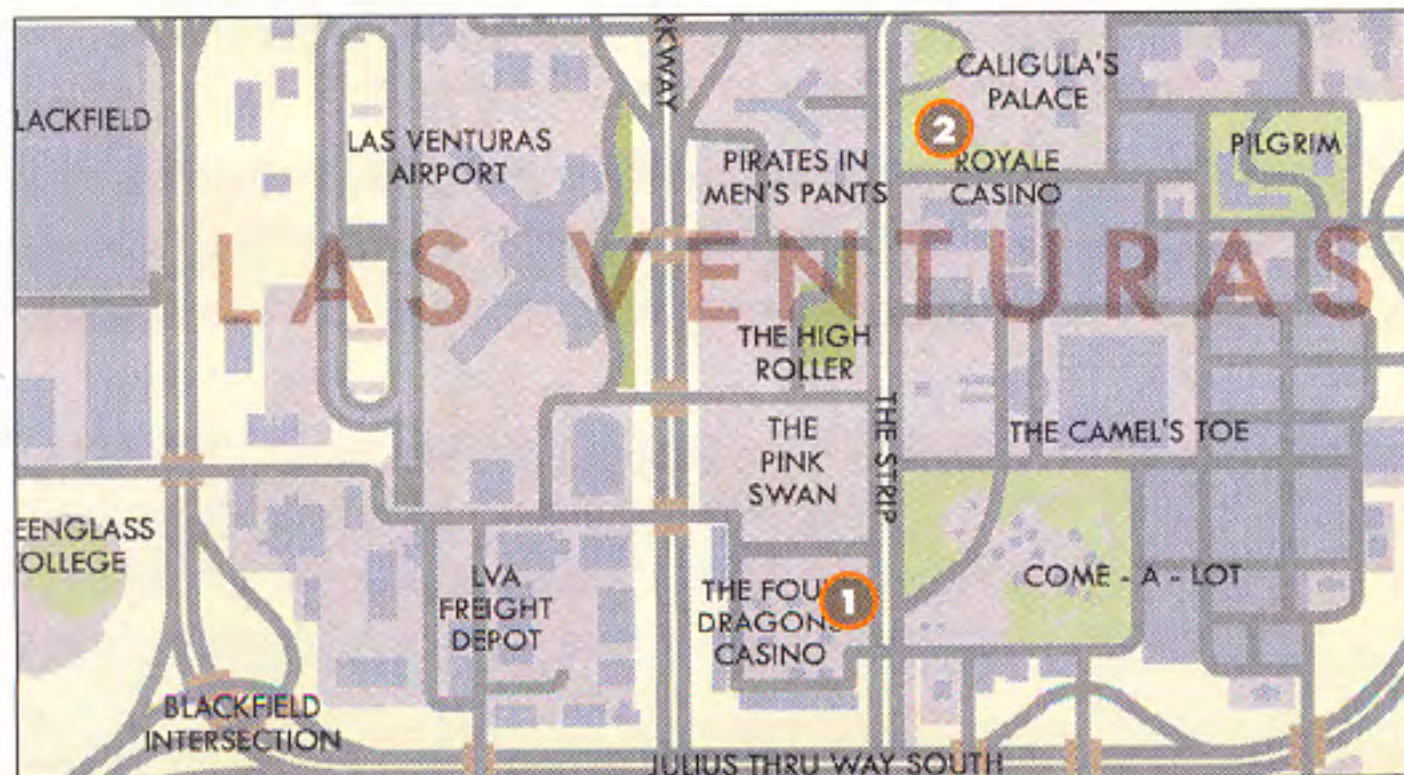 RKWAY
CALIGULA'S
PALACE
2
LACKFIELD
LAS VENTURAS
AIRPORT
PIRATES IN
MEN'S PANTS
ROYALE
CASINO
PILGRIM
LAS VENTURAS
THE HIGH
ROLLER
THE STRIP
THE
PINK
SWAN
THE CAMEL'S TOE
EENGLASS
OLLEGE
LVA
FREIGHT
DEPOT
THE FOU
DRAGONS
CASINO
1
COME - A - LOT
BLACKFIELD
INTERSECTION
JULIUS THRU WAY SOUTH